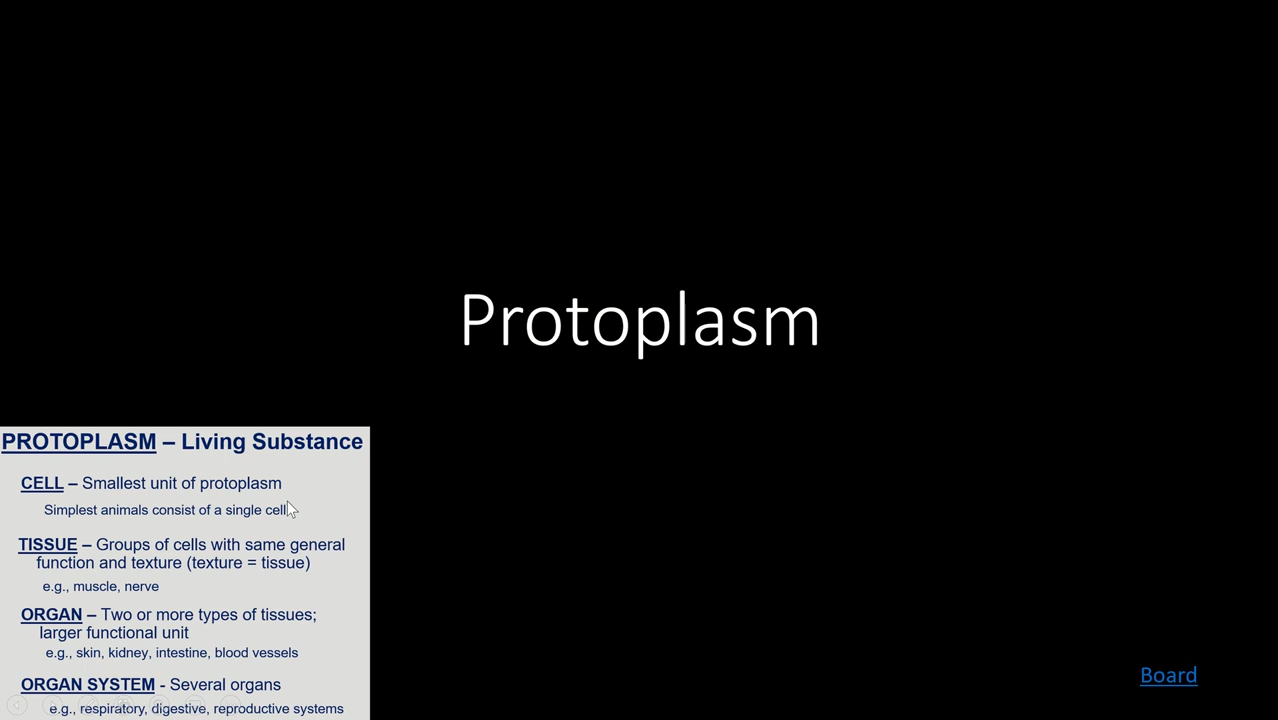 Protoplasm
PROTOPLASM – Living Substance
CELL – Smallest unit of protoplasm
Simplest animals consist of a single cell
TISSUE – Groups of cells with same general
function and texture (texture = tissue)
e.g., muscle, nerve
ORGAN – Two or more types of tissues;
larger functional unit
e.g., skin, kidney, intestine, blood vessels
ORGAN SYSTEM - Several organs
e.g., respiratory, digestive, reproductive systems
Board